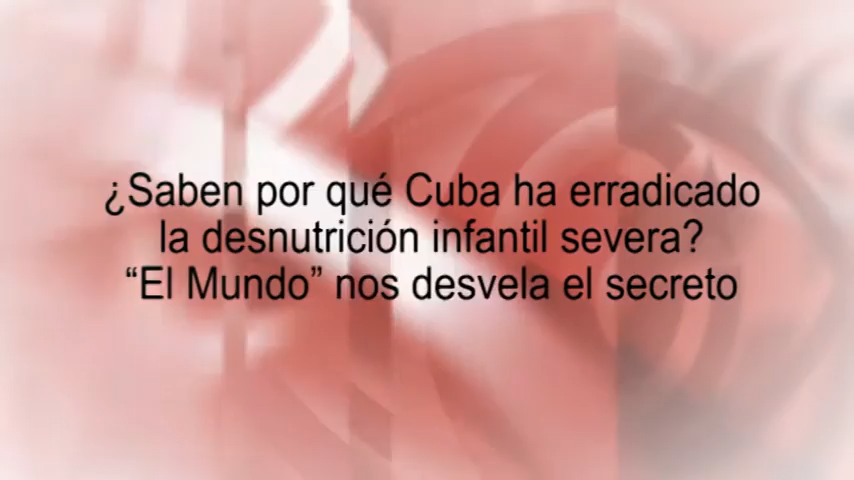 ¿Saben por qué Cuba ha erradicado
la desnutrición infantil severa?
“El Mundo” nos desvela el secreto